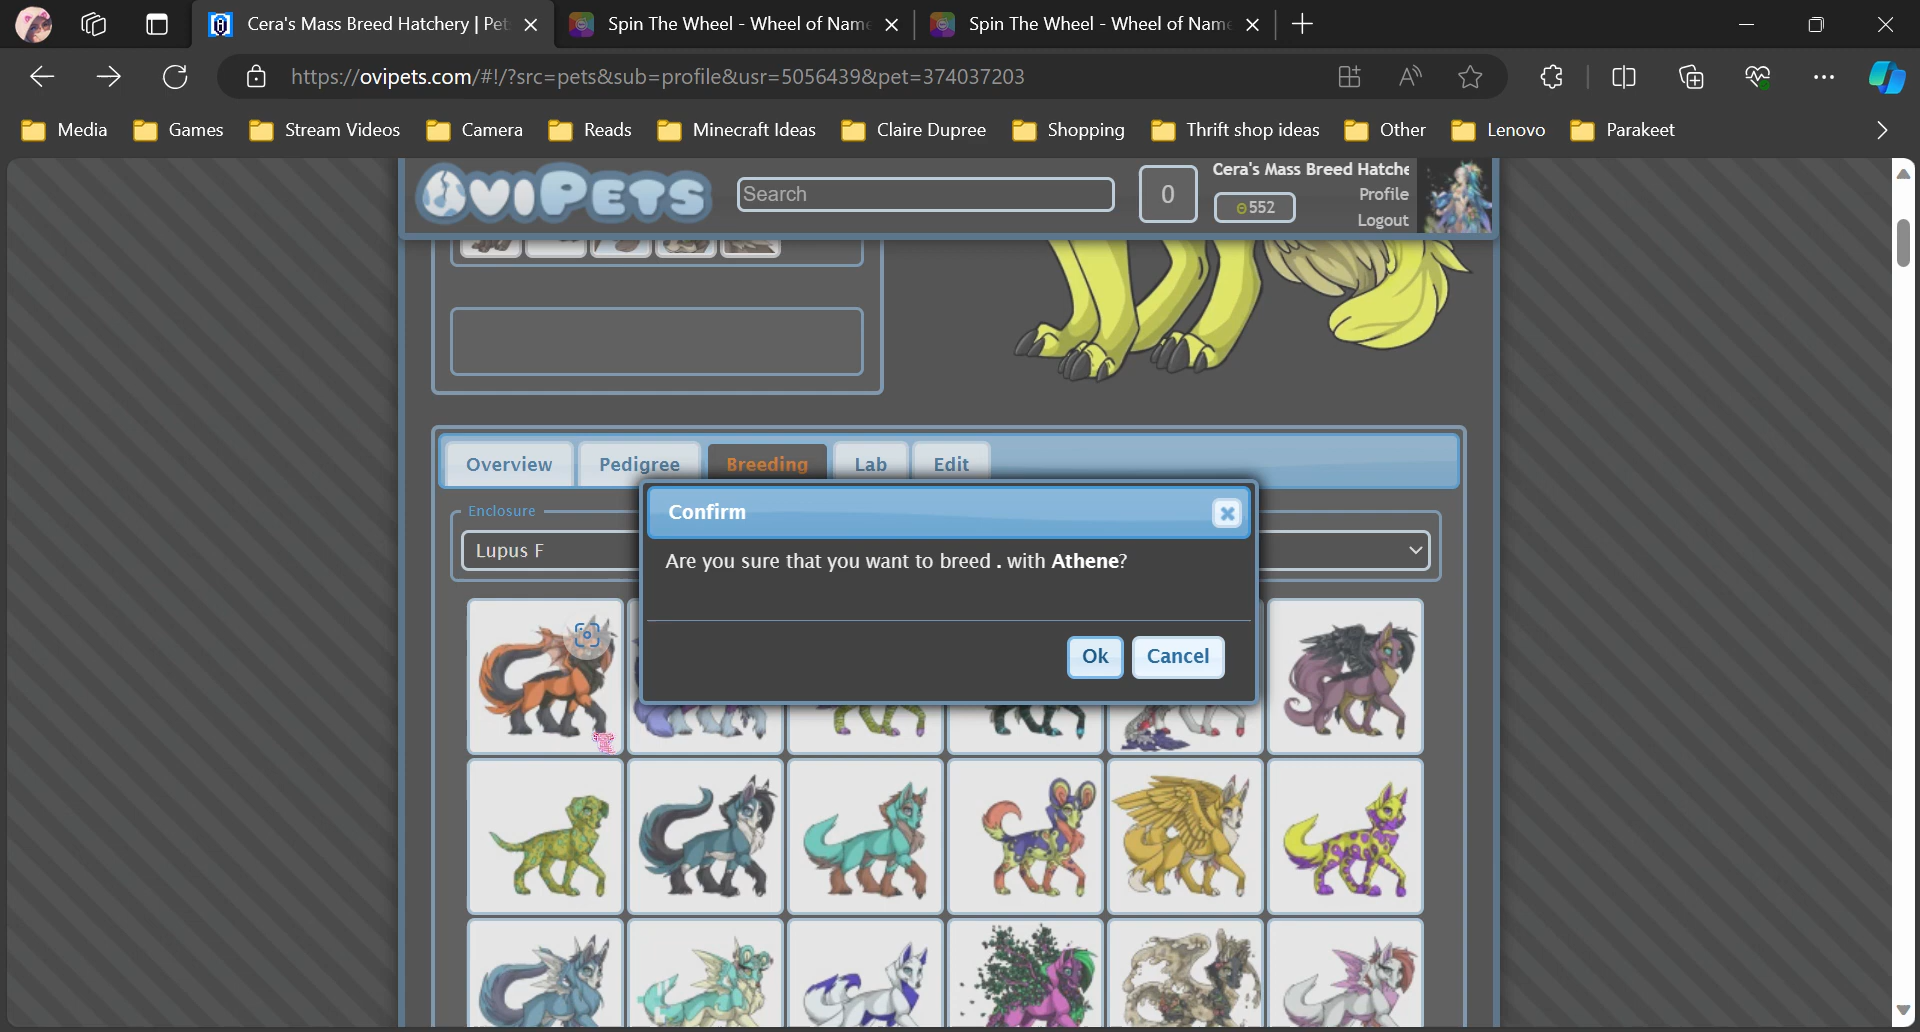 Cera's Mass Breed Hatchery | Pet
Spin The Wheel - Wheel of Name
Spin The Wheel - Wheel of Name
https://ovipets.com/#!/?src=pets&sub=profile&usr=5056439&pet=374037203
Media
Games
Stream Videos
Camera
Reads
Minecraft Ideas
Claire Dupree
Shopping
Thrift shop ideas
Other
Lenovo
Parakeet
OviPets
Search
0
Cera's Mass Breed Hatche
552
Profile
Logout
Overview
Pedigree
Breeding
Lab
Edit
Enclosure
Lupus F
Confirm
Are you sure that you want to breed . with Athene?
Ok
Cancel